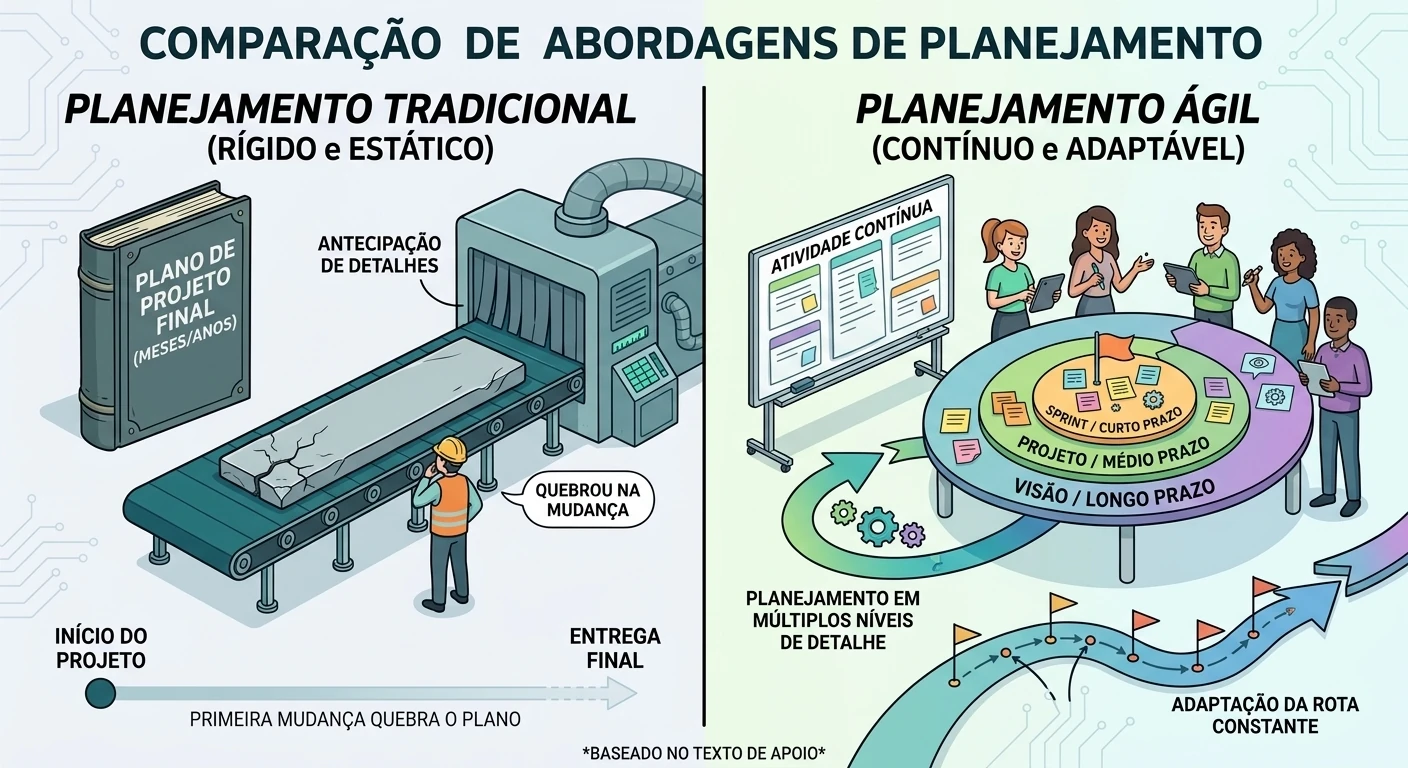 COMPARAÇÃO DE ABORDAGENS DE PLANEJAMENTO
PLANEJAMENTO TRADICIONAL
(RÍGIDO e ESTÁTICO)
PLANO DE
PROJETO
FINAL
(MESES/ANOS)
ANTECIPAÇÃO
DE DETALHES
QUEBROU NA
MUDANÇA
INÍCIO DO
PROJETO
ENTREGA
FINAL
PRIMEIRA MUDANÇA QUEBRA O PLANO
PLANEJAMENTO ÁGIL
(CONTÍNUO e ADAPTÁVEL)
ATIVIDADE CONTÍNUA
SPRINT / CURTO PRAZO
PROJETO / MÉDIO PRAZO
VISÃO / LONGO PRAZO
PLANEJAMENTO EM
MÚLTIPLOS NÍVEIS
DE DETALHE
ADAPTAÇÃO DA ROTA
CONSTANTE
*BASEADO NO TEXTO DE APOIO*